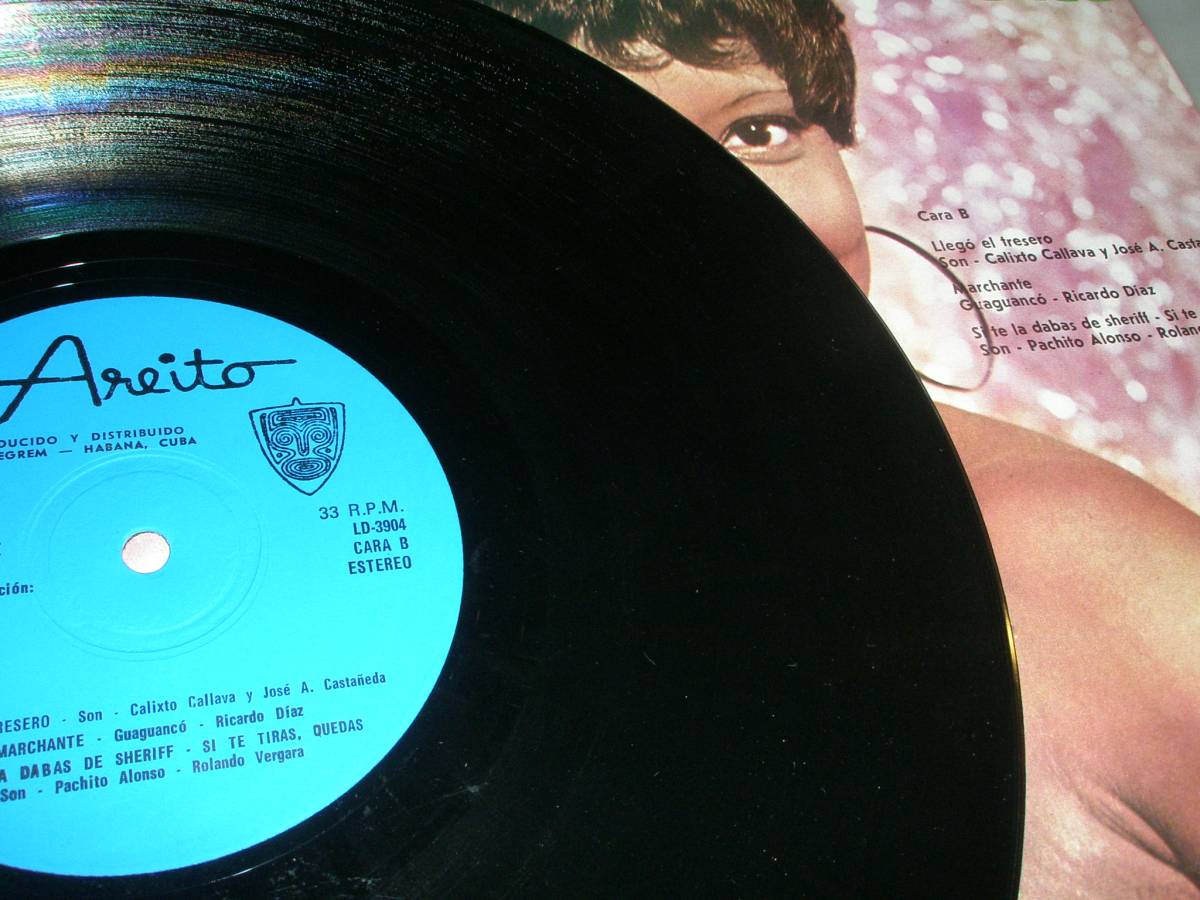 Areito
DUCIDO Y DISTRIBUIDO
EGREM — HABANA, CUBA
33 R.P.M.
LD-3904
CARA B
ESTEREO
ción:
RESERO - Son - Calixto Callava y José A. Castañeda
MARCHANTE - Guaguancó - Ricardo Díaz
A DABAS DE SHERIFF - SI TE TIRAS, QUEDAS
Son - Pachito Alonso - Rolando Vergara
Cara B
Llegó el tresero
Son - Calixto Callava y José A. Casta
Marchante
Guaguancó - Ricardo Díaz
Si te la dabas de sheriff - Si te
Son - Pachito Alonso - Rolan